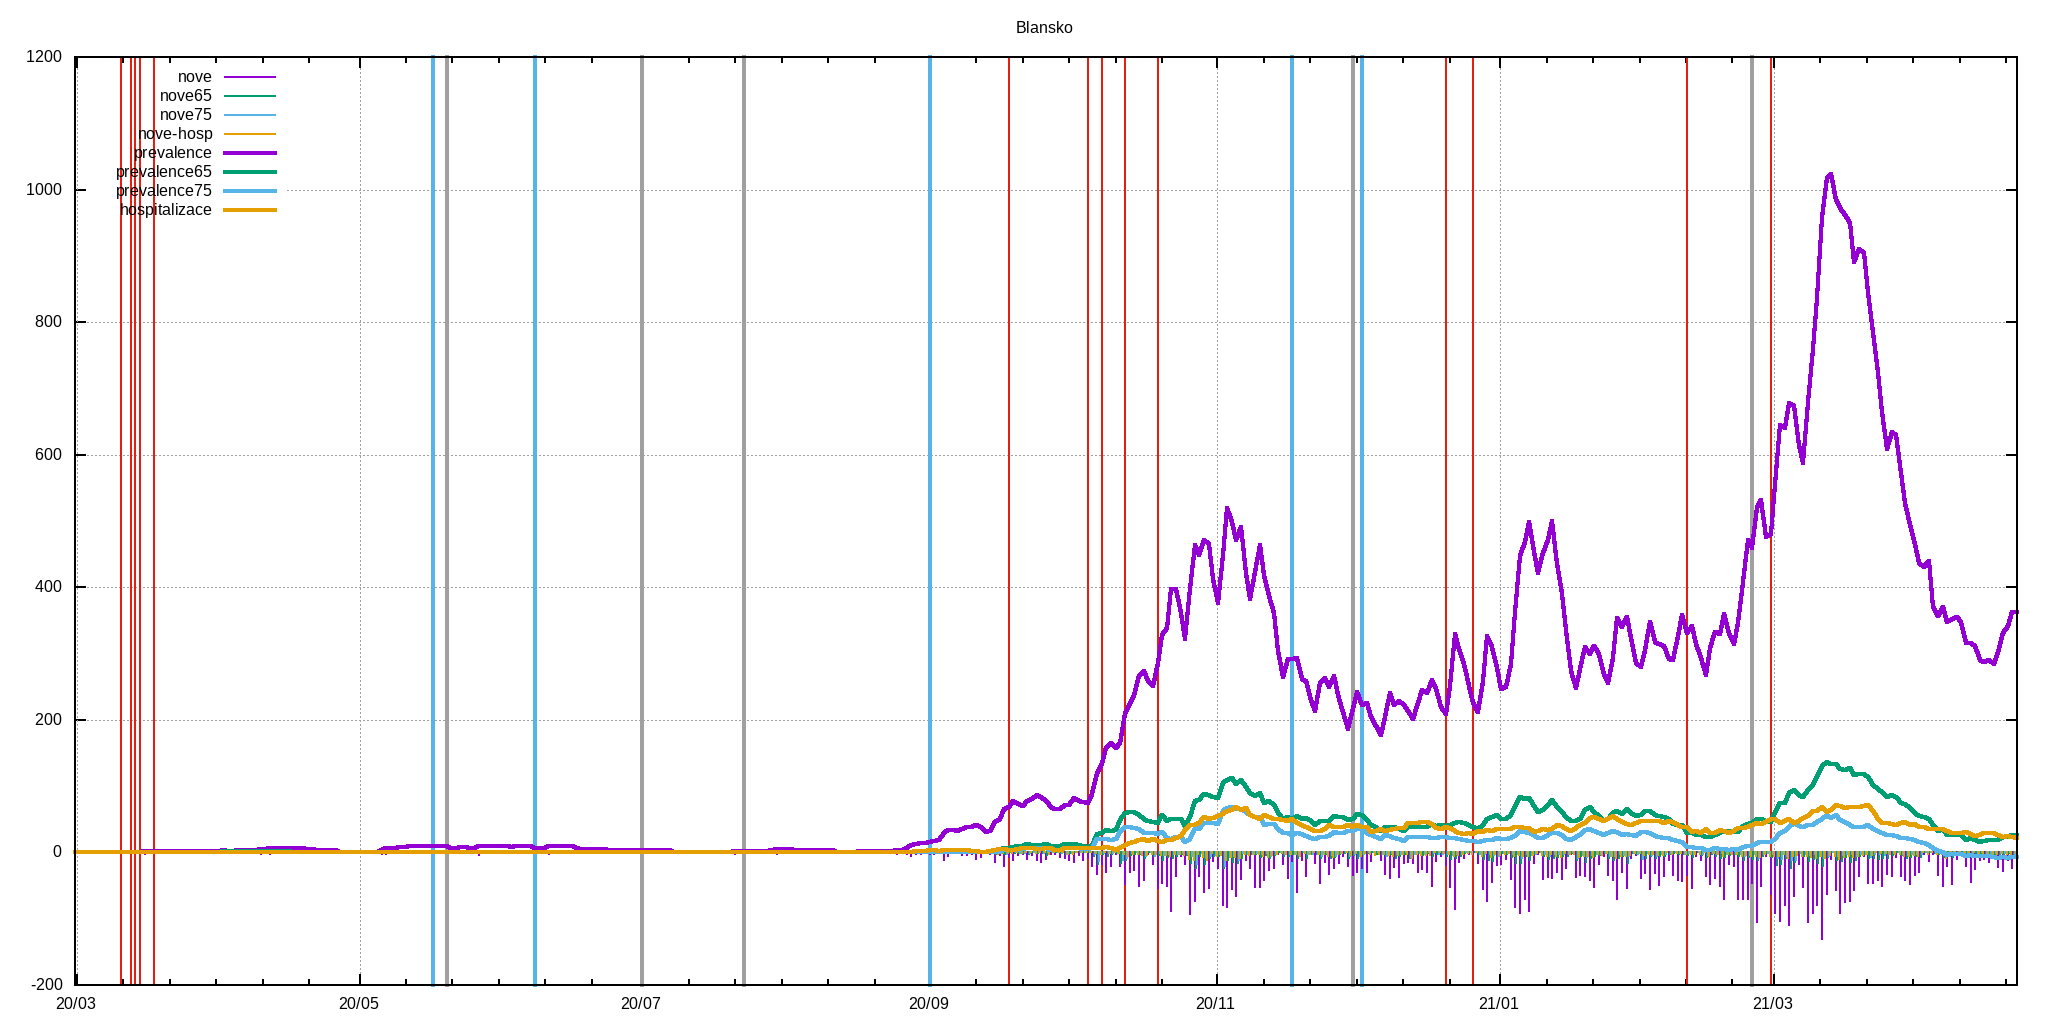 Blansko
1200
1000
800
600
400
200
0
-200
nove
nove65
nove75
nove-hosp
prevalence
prevalence65
prevalence75
hospitalizace
20/03 20/05 20/07 20/09 20/11 21/01 21/03